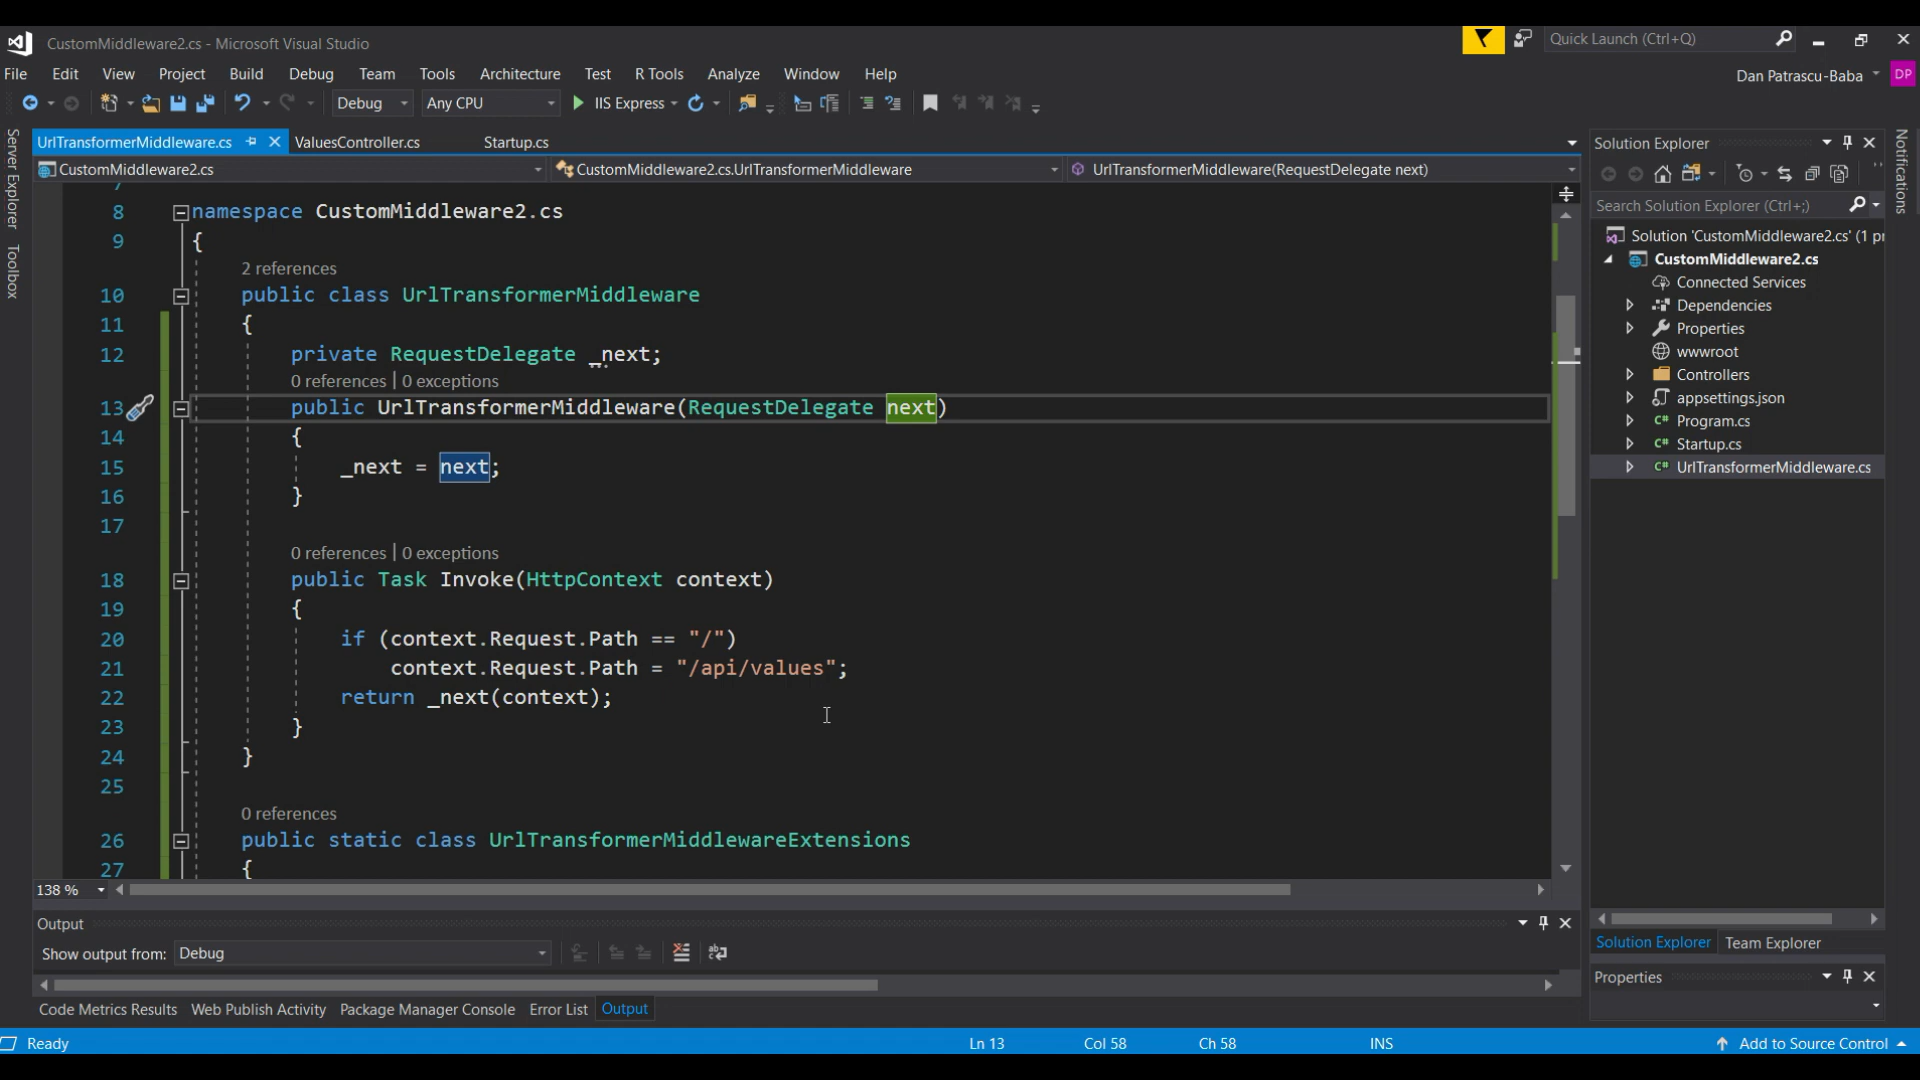 CustomMiddleware2.cs - Microsoft Visual Studio
Quick Launch (Ctrl+Q)
File Edit View Project Build Debug Team Tools Architecture Test R Tools Analyze Window Help
Dan Patrascu-Baba DP
Debug Any CPU IIS Express
UrlTransformerMiddleware.cs ValuesController.cs Startup.cs
CustomMiddleware2.cs CustomMiddleware2.cs.UrlTransformerMiddleware UrlTransformerMiddleware(RequestDelegate next)
Server Explorer
Toolbox
7
8 namespace CustomMiddleware2.cs
9 {
2 references
10 public class UrlTransformerMiddleware
11 {
12 private RequestDelegate _next;
0 references | 0 exceptions
13 public UrlTransformerMiddleware(RequestDelegate next)
14 {
15 _next = next;
16 }
17
0 references | 0 exceptions
18 public Task Invoke(HttpContext context)
19 {
20 if (context.Request.Path == "/")
21 context.Request.Path = "/api/values";
22 return _next(context);
23 }
24 }
25
0 references
26 public static class UrlTransformerMiddlewareExtensions
27 {
138 %
Output
Show output from: Debug
Code Metrics Results Web Publish Activity Package Manager Console Error List Output
Solution Explorer
Search Solution Explorer (Ctrl+;)
Solution 'CustomMiddleware2.cs' (1 pr
CustomMiddleware2.cs
Connected Services
Dependencies
Properties
wwwroot
Controllers
appsettings.json
Program.cs
Startup.cs
UrlTransformerMiddleware.cs
Solution Explorer Team Explorer
Properties
Notifications
Ready Ln 13 Col 58 Ch 58 INS Add to Source Control